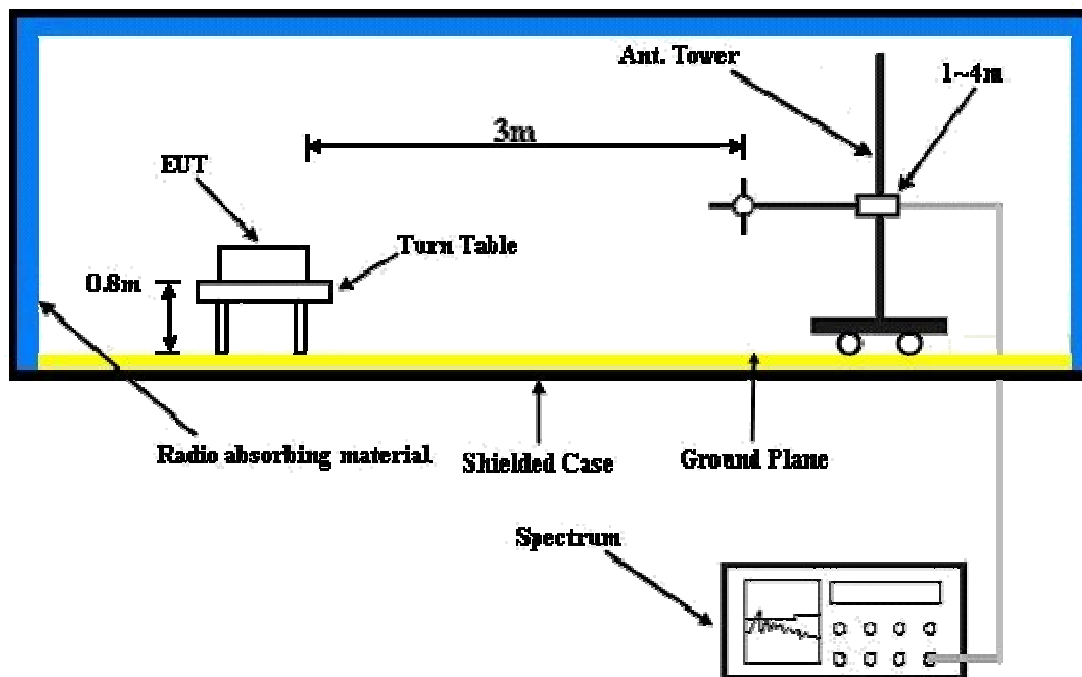 Ant. Tower
1~4m
3m
EUT
Turn Table
0.8m
Radio absorbing material
Shielded Case
Ground Plane
Spectrum